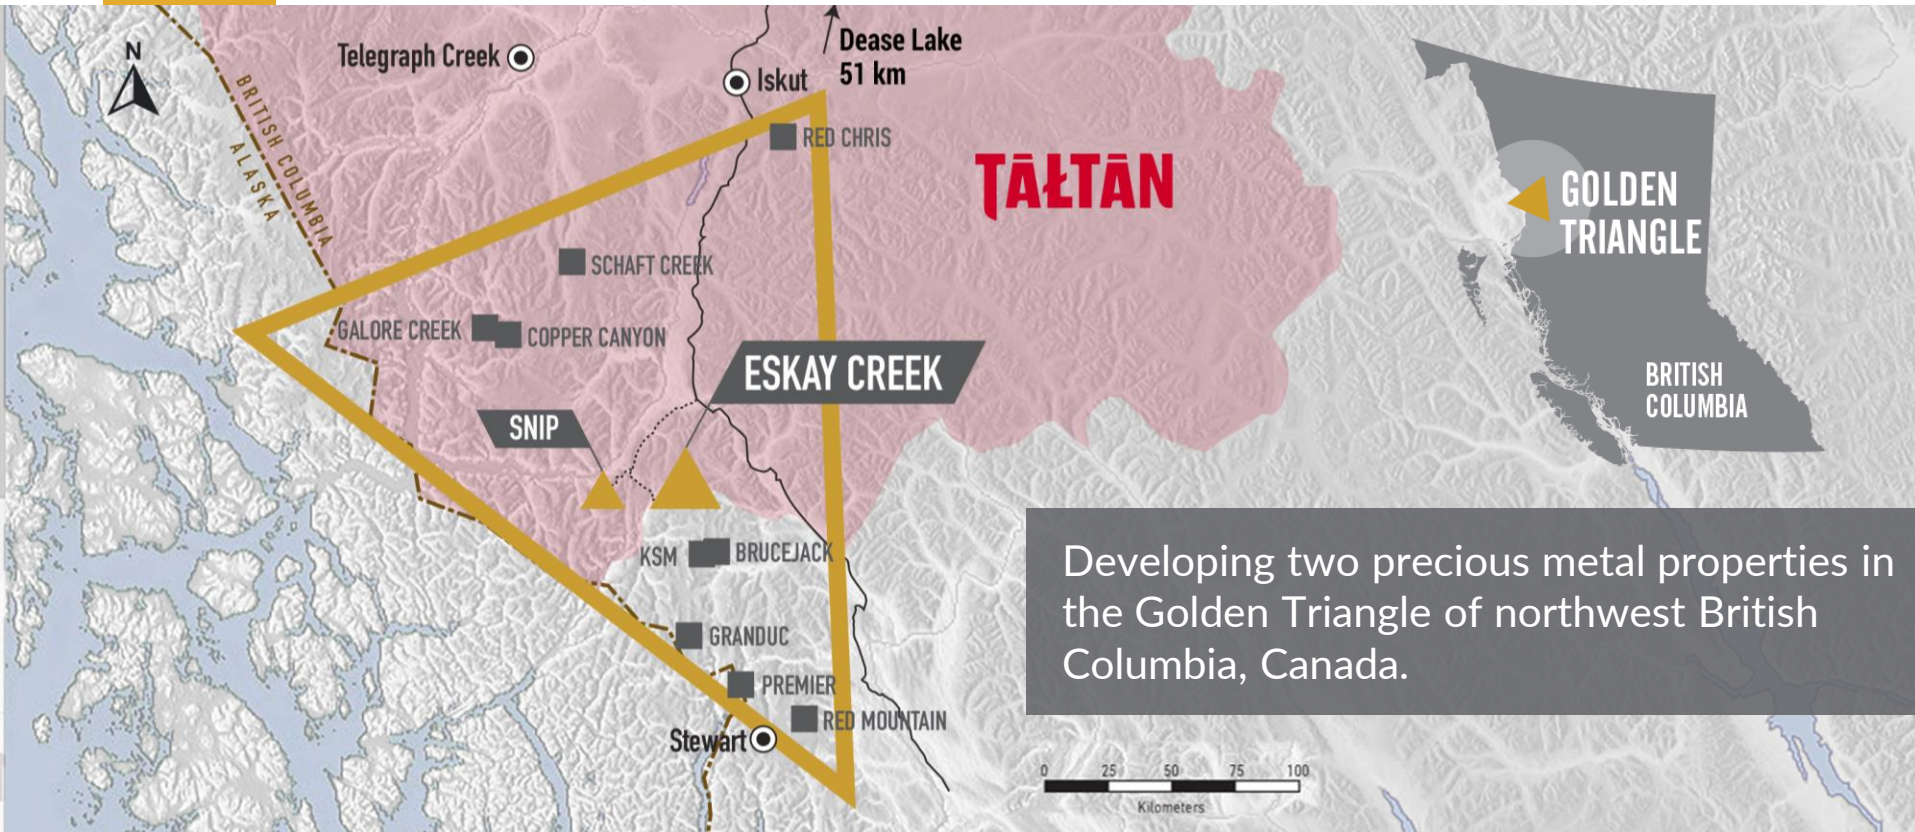 N
Telegraph Creek
Iskut
Dease Lake
51 km
BRITISH COLUMBIA
ALASKA
RED CHRIS
TĀŁTĀN
SCHAFT CREEK
GALORE CREEK
COPPER CANYON
ESKAY CREEK
SNIP
KSM
BRUCEJACK
GRANDUC
PREMIER
RED MOUNTAIN
Stewart
GOLDEN
TRIANGLE
BRITISH
COLUMBIA
Developing two precious metal properties in
the Golden Triangle of northwest British
Columbia, Canada.
0 25 50 75 100
Kilometers